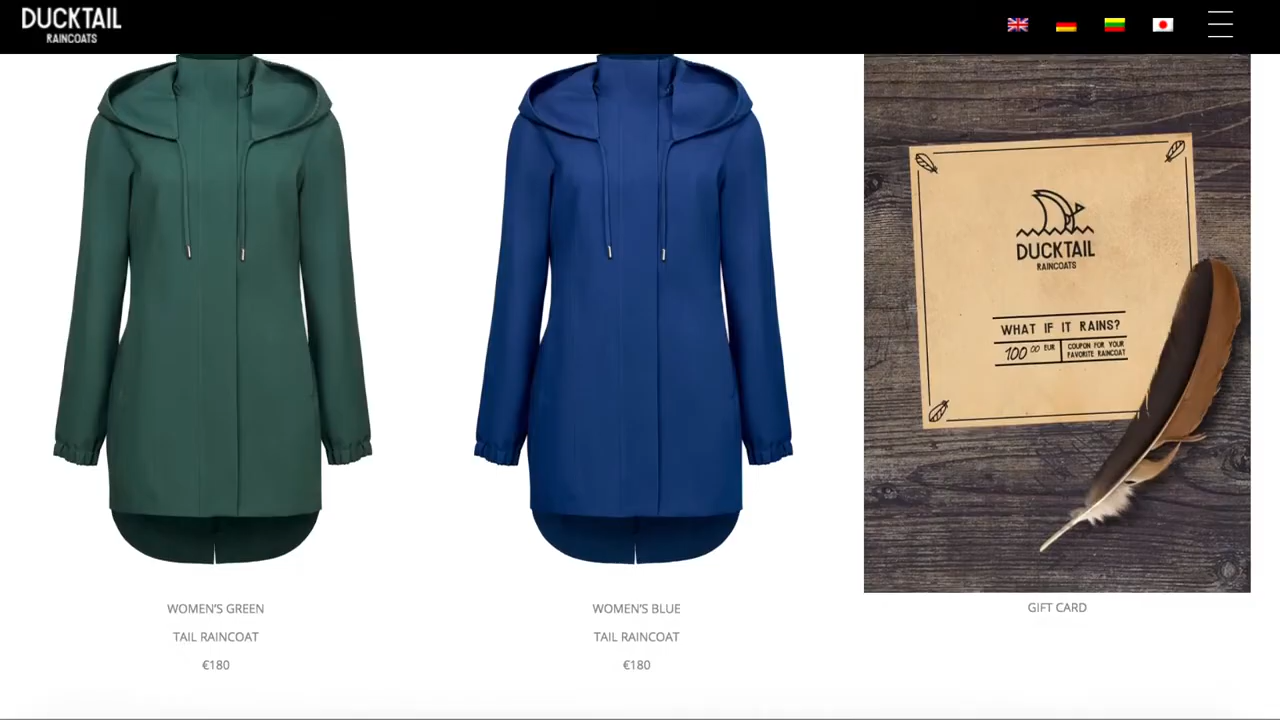 DUCKTAIL
RAINCOATS
DUCKTAIL
RAINCOATS
WHAT IF IT RAINS?
100 00 EUR
COUPON FOR YOUR
FAVORITE RAINCOAT
WOMEN'S GREEN
TAIL RAINCOAT
€180
WOMEN'S BLUE
TAIL RAINCOAT
€180
GIFT CARD